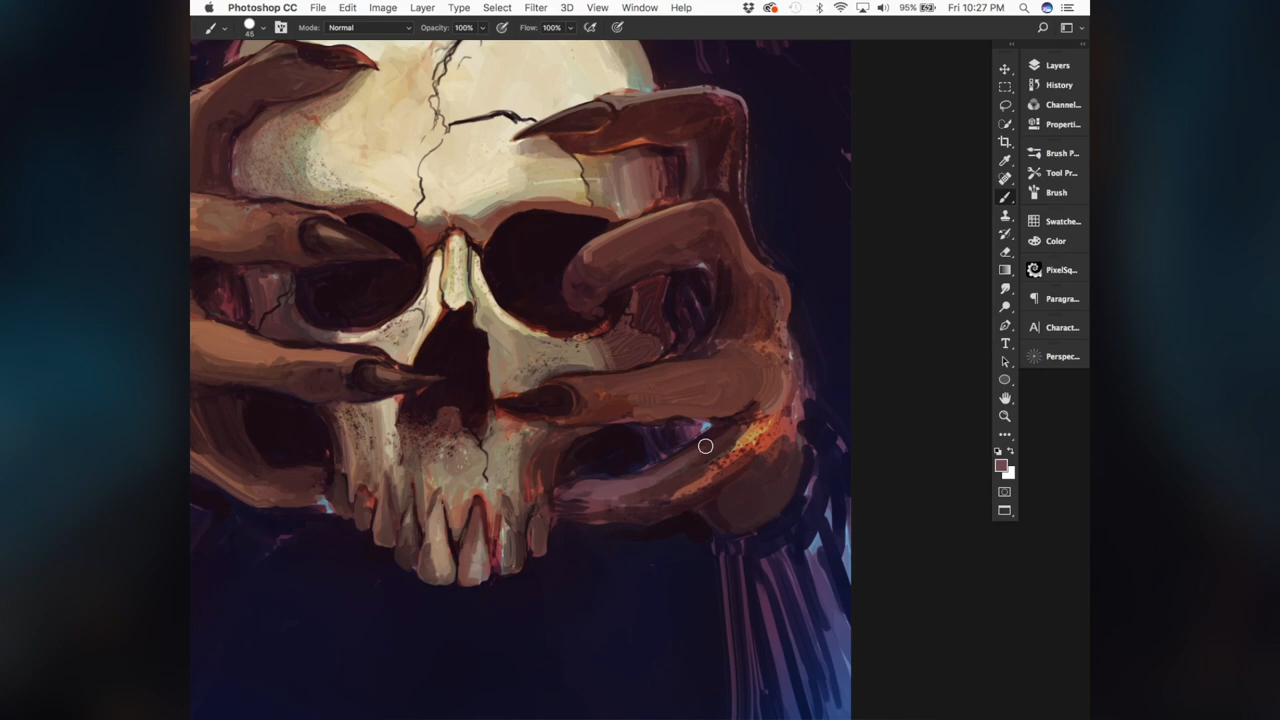 Photoshop CC File Edit Image Layer Type Select Filter 3D View Window Help 95% Fri 10:27 PM
45 Mode: Normal Opacity: 100% Flow: 100%
Layers
History
Channel...
Properti...
Brush P...
Tool Pr...
Brush
Swatche...
Color
PixelSq...
Paragra...
Charact...
Perspec...